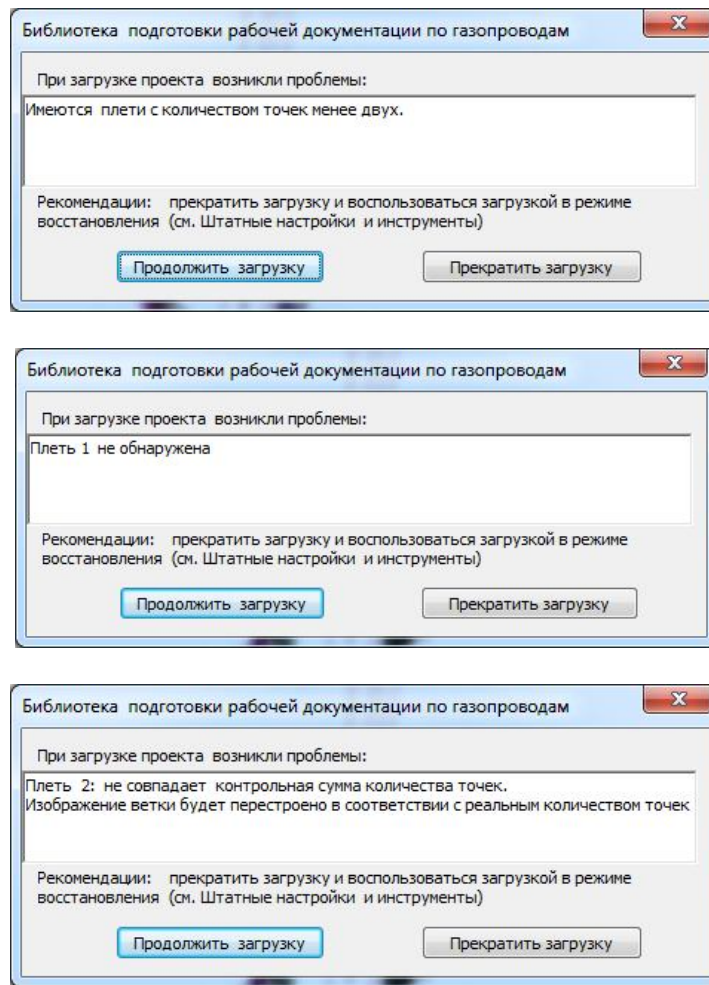 Библиотека подготовки рабочей документации по газопроводам
При загрузке проекта возникли проблемы:
Имеются плети с количеством точек менее двух.
Рекомендации: прекратить загрузку и воспользоваться загрузкой в режиме
восстановления (см. Штатные настройки и инструменты)
Продолжить загрузку Прекратить загрузку
Библиотека подготовки рабочей документации по газопроводам
При загрузке проекта возникли проблемы:
Плеть 1 не обнаружена
Рекомендации: прекратить загрузку и воспользоваться загрузкой в режиме
восстановления (см. Штатные настройки и инструменты)
Продолжить загрузку Прекратить загрузку
Библиотека подготовки рабочей документации по газопроводам
При загрузке проекта возникли проблемы:
Плеть 2: не совпадает контрольная сумма количества точек.
Изображение ветки будет перестроено в соответствии с реальным количеством точек
Рекомендации: прекратить загрузку и воспользоваться загрузкой в режиме
восстановления (см. Штатные настройки и инструменты)
Продолжить загрузку Прекратить загрузку